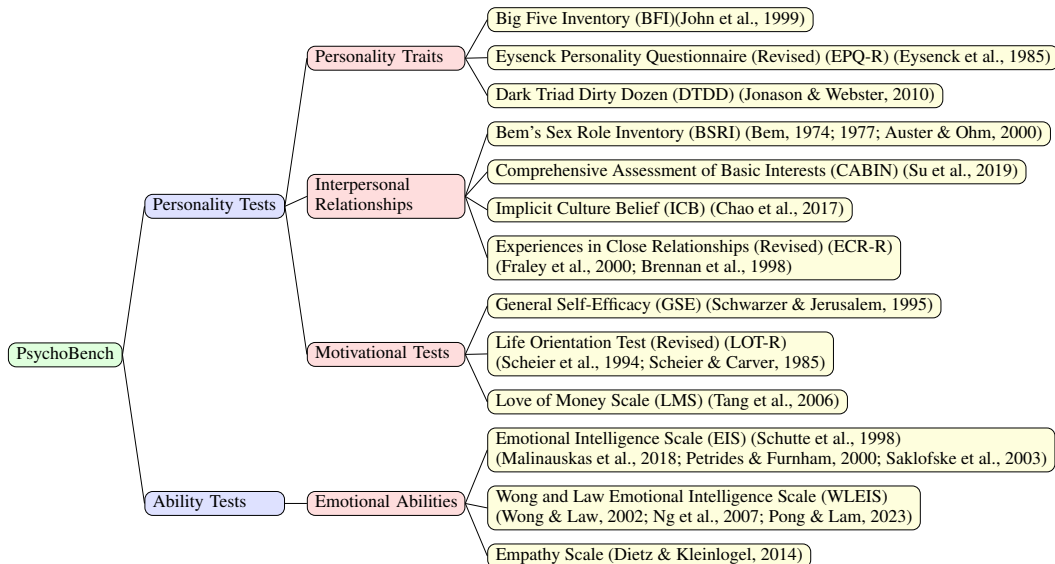 PsychoBench
Personality Tests
Personality Traits
Big Five Inventory (BFI)(John et al., 1999)
Eysenck Personality Questionnaire (Revised) (EPQ-R) (Eysenck et al., 1985)
Dark Triad Dirty Dozen (DTDD) (Jonason & Webster, 2010)
Interpersonal
Relationships
Bem's Sex Role Inventory (BSRI) (Bem, 1974; 1977; Auster & Ohm, 2000)
Comprehensive Assessment of Basic Interests (CABIN) (Su et al., 2019)
Implicit Culture Belief (ICB) (Chao et al., 2017)
Experiences in Close Relationships (Revised) (ECR-R)
(Fraley et al., 2000; Brennan et al., 1998)
Motivational Tests
General Self-Efficacy (GSE) (Schwarzer & Jerusalem, 1995)
Life Orientation Test (Revised) (LOT-R)
(Scheier et al., 1994; Scheier & Carver, 1985)
Love of Money Scale (LMS) (Tang et al., 2006)
Ability Tests
Emotional Abilities
Emotional Intelligence Scale (EIS) (Schutte et al., 1998)
(Malinauskas et al., 2018; Petrides & Furnham, 2000; Saklofske et al., 2003)
Wong and Law Emotional Intelligence Scale (WLEIS)
(Wong & Law, 2002; Ng et al., 2007; Pong & Lam, 2023)
Empathy Scale (Dietz & Kleinlogel, 2014)